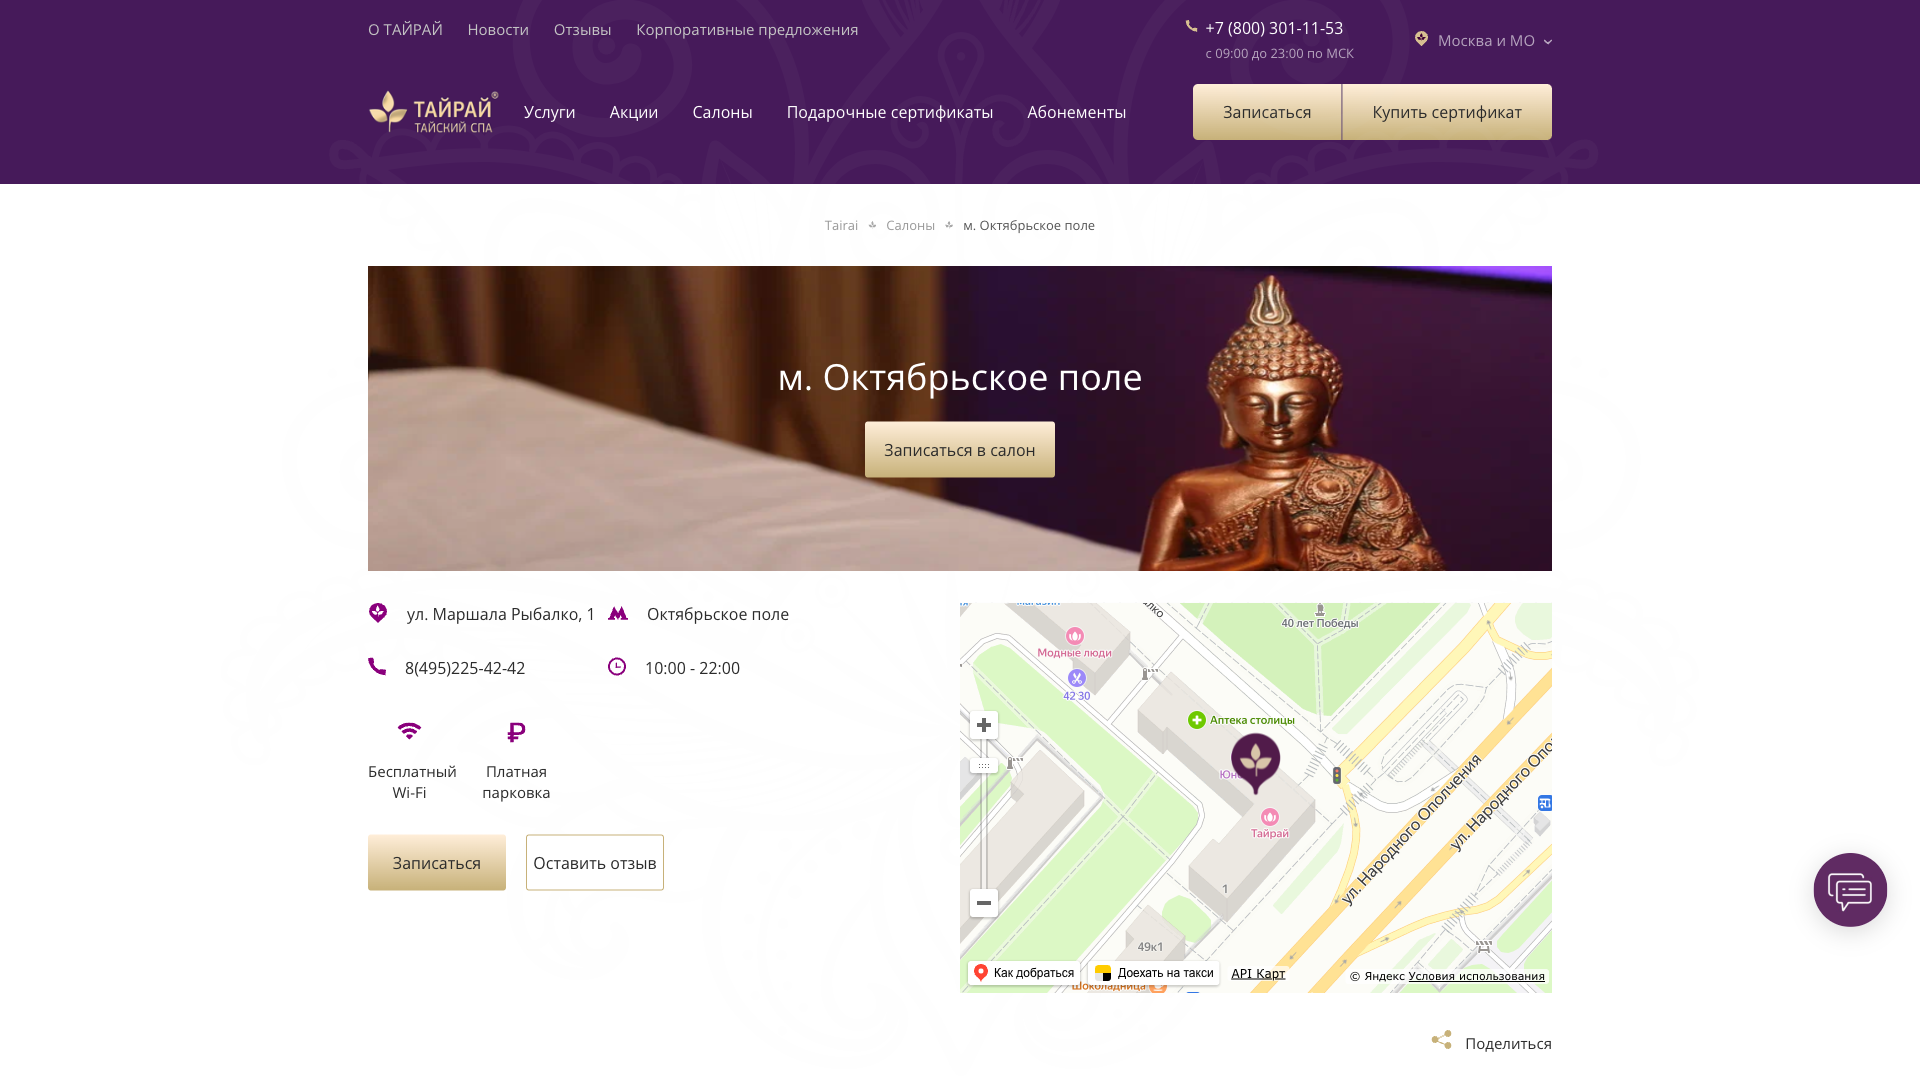 О ТАЙРАЙ
Новости
Отзывы
Корпоративные предложения
+7 (800) 301-11-53
с 09:00 до 23:00 по МСК
Москва и МО
ТАЙРАЙ®
ТАЙСКИЙ СПА
Услуги
Акции
Салоны
Подарочные сертификаты
Абонементы
Записаться
Купить сертификат
Tairai
Салоны
м. Октябрьское поле
м. Октябрьское поле
Записаться в салон
ул. Маршала Рыбалко, 1
Октябрьское поле
8(495)225-42-42
10:00 - 22:00
Бесплатный
Wi-Fi
Платная
парковка
Записаться
Оставить отзыв
40 лет Победы
Модные люди
42 30
Аптека столицы
Тайрай
ул. Народного Ополчения
ул. Народного Опо
1
49к1
Как добраться
Доехать на такси
API Карт
© Яндекс Условия использования
Шоколадница
Поделиться